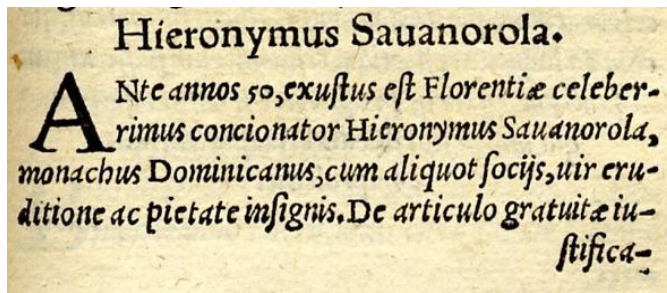 Hieronymus Sauanorola.
ANte annos 50, exuſtus eſt Florentiæ celeber-
rimus concionator Hieronymus Sauanorola,
monachus Dominicanus, cum aliquot ſocijs, uir eru-
ditione ac pietate inſignis. De articulo gratuitæ iu-
ſtifica-